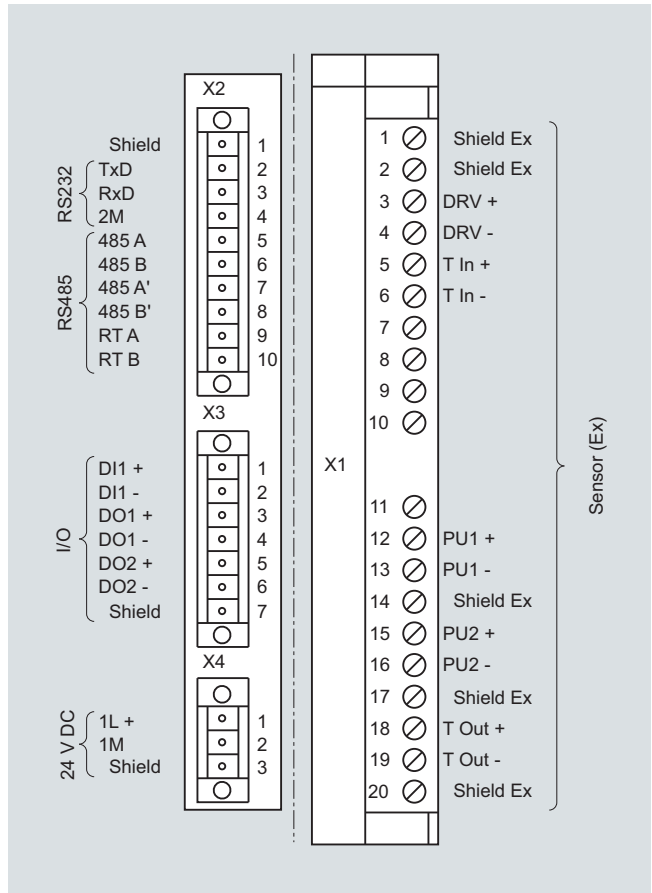 X2
Shield 1
RS232
TxD 2
RxD 3
2M 4
RS485
485 A 5
485 B 6
485 A' 7
485 B' 8
RT A 9
RT B 10
X3
I/O
DI1 + 1
DI1 - 2
DO1 + 3
DO1 - 4
DO2 + 5
DO2 - 6
Shield 7
X4
24 V DC
1L + 1
1M 2
Shield 3
X1
1 Shield Ex
2 Shield Ex
3 DRV +
4 DRV -
5 T In +
6 T In -
7
8
9
10
11
12 PU1 +
13 PU1 -
14 Shield Ex
15 PU2 +
16 PU2 -
17 Shield Ex
18 T Out +
19 T Out -
20 Shield Ex
Sensor (Ex)